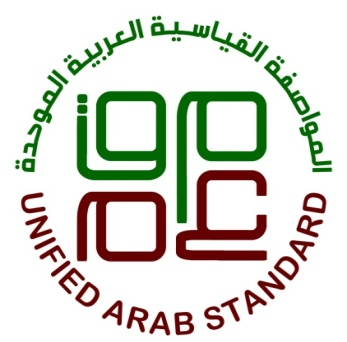 المواصفة القياسية العربية الموحدة
م ق
ع م
UNIFIED ARAB STANDARD